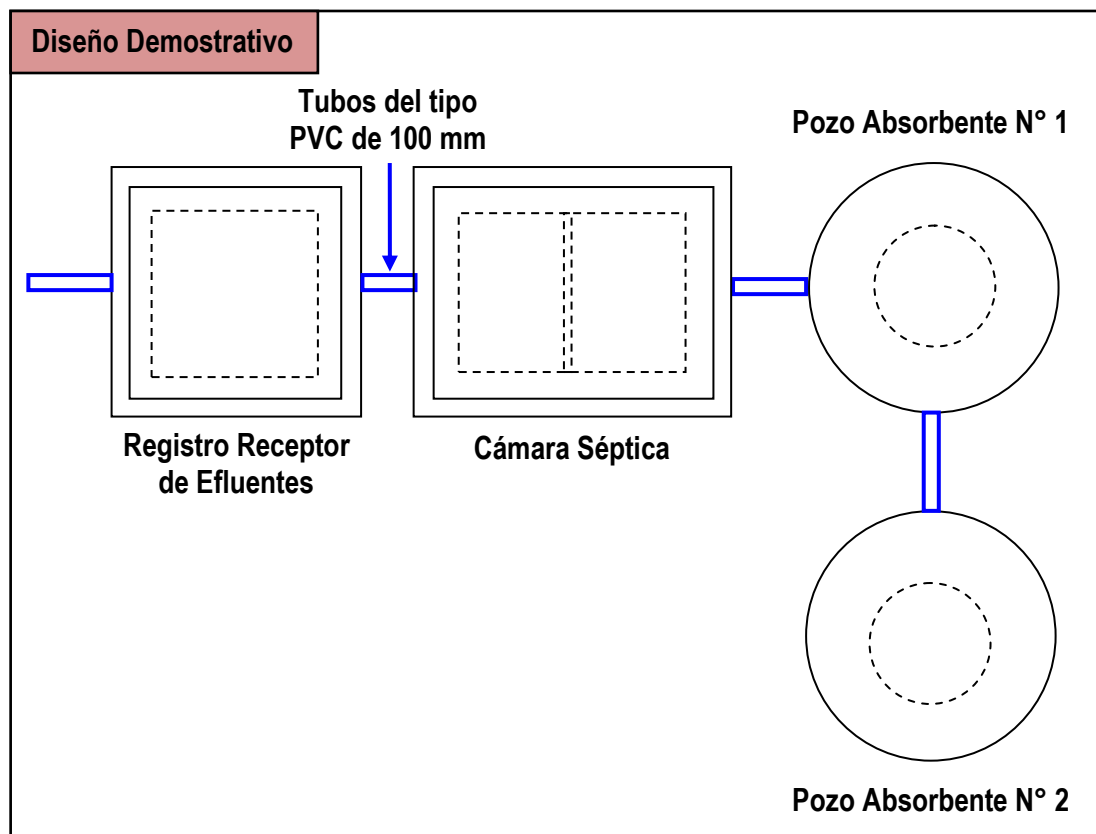 Diseño Demostrativo
Tubos del tipo
PVC de 100 mm
Pozo Absorbente N° 1
Registro Receptor
de Efluentes
Cámara Séptica
Pozo Absorbente N° 2